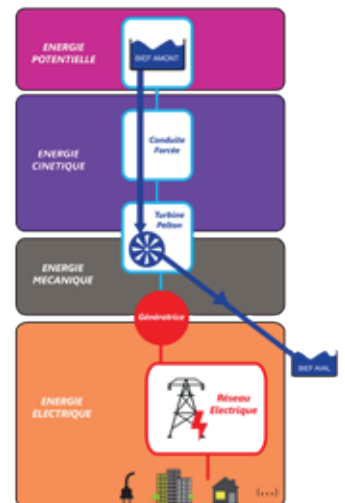 ENERGIE
POTENTIELLE
BIEF AMONT
ENERGIE
CINETIQUE
Conduite
Forcée
Turbine
Pelton
ENERGIE
MECANIQUE
Génératrice
BIEF AVAL
ENERGIE
ELECTRIQUE
Réseau
Electrique
(...)